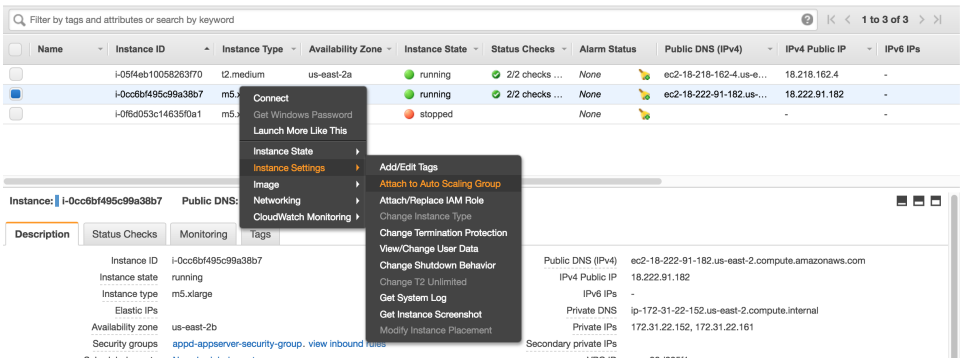 Filter by tags and attributes or search by keyword
1 to 3 of 3
Name Instance ID Instance Type Availability Zone Instance State Status Checks Alarm Status Public DNS (IPv4) IPv4 Public IP IPv6 IPs
i-05f4eb10058263f70 t2.medium us-east-2a running 2/2 checks ... None ec2-18-218-162-4.us-e... 18.218.162.4 -
i-0cc6bf495c99a38b7 running 2/2 checks ... None ec2-18-222-91-182.us-... 18.222.91.182 -
i-0f6d053c14635f0a1 stopped None - -
Connect
Get Windows Password
Launch More Like This
Instance State
Instance Settings
Image
Networking
CloudWatch Monitoring
Add/Edit Tags
Attach to Auto Scaling Group
Attach/Replace IAM Role
Change Instance Type
Change Termination Protection
View/Change User Data
Change Shutdown Behavior
Change T2 Unlimited
Get System Log
Get Instance Screenshot
Modify Instance Placement
Instance: i-0cc6bf495c99a38b7 Public DNS:
Description Status Checks Monitoring Tags
Instance ID i-0cc6bf495c99a38b7
Instance state running
Instance type m5.xlarge
Elastic IPs
Availability zone us-east-2b
Security groups appd-appserver-security-group. view inbound rules
Public DNS (IPv4) ec2-18-222-91-182.us-east-2.compute.amazonaws.com
IPv4 Public IP 18.222.91.182
IPv6 IPs -
Private DNS ip-172-31-22-152.us-east-2.compute.internal
Private IPs 172.31.22.152, 172.31.22.161
Secondary private IPs